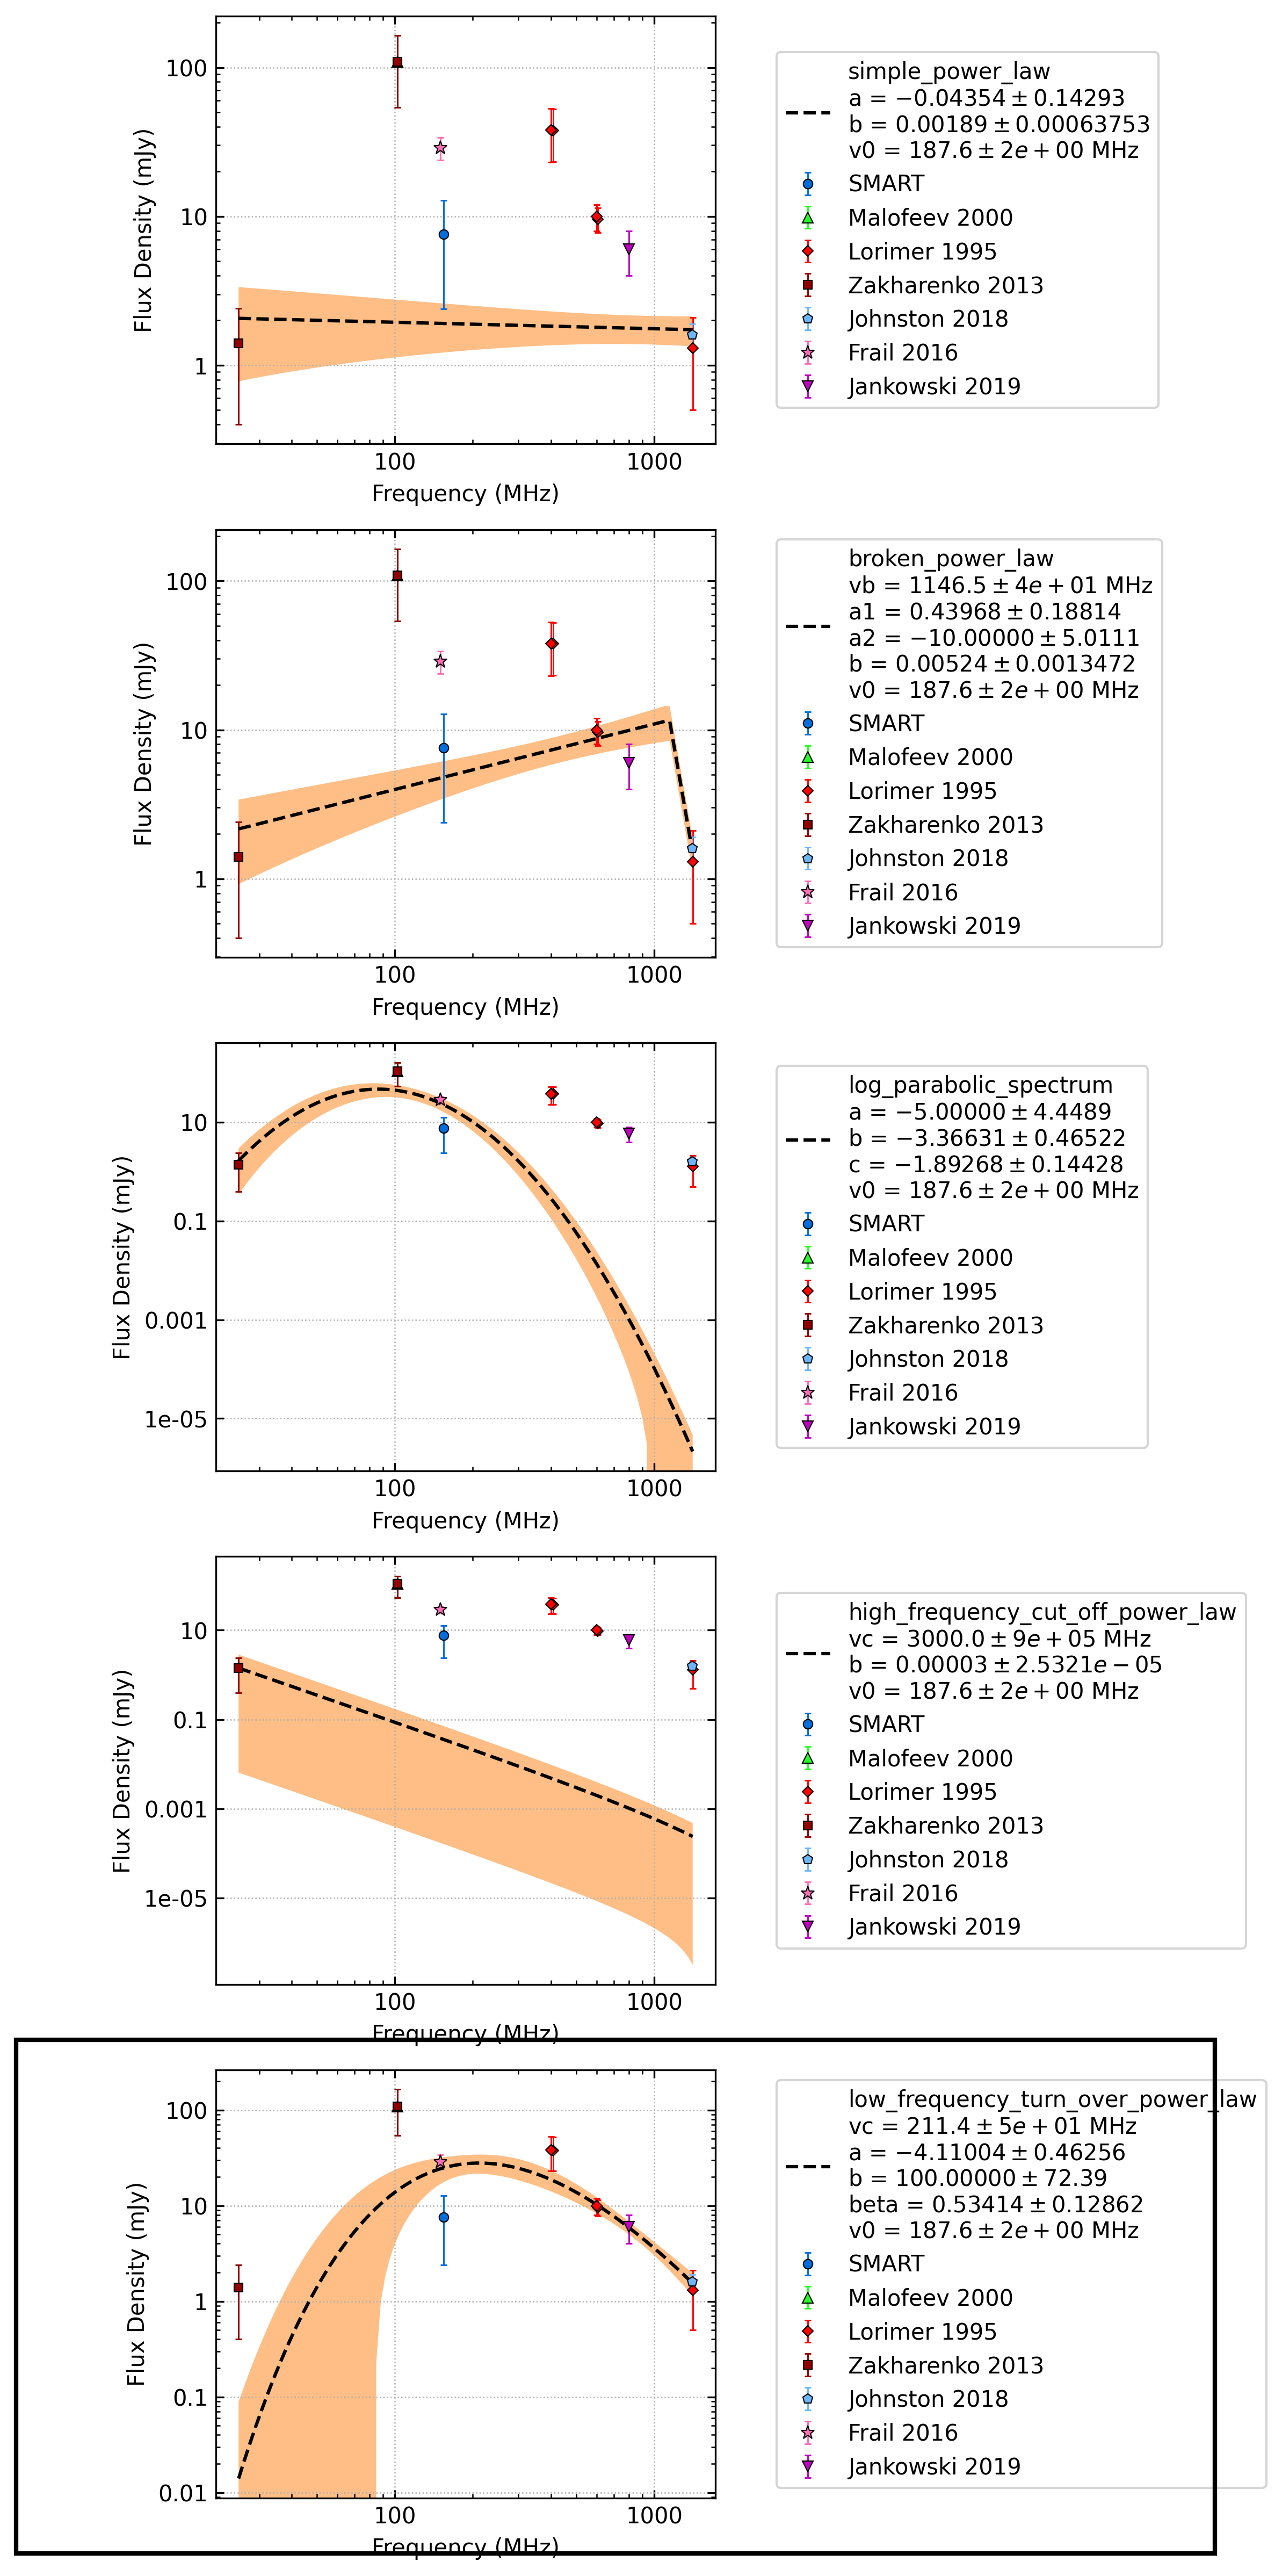 100
10
1
Flux Density (mJy)
100
1000
Frequency (MHz)
simple_power_law
a = −0.04354 ± 0.14293
b = 0.00189 ± 0.00063753
v0 = 187.6 ± 2e + 00 MHz
SMART
Malofeev 2000
Lorimer 1995
Zakharenko 2013
Johnston 2018
Frail 2016
Jankowski 2019
100
10
1
Flux Density (mJy)
100
1000
Frequency (MHz)
broken_power_law
vb = 1146.5 ± 4e + 01 MHz
a1 = 0.43968 ± 0.18814
a2 = −10.00000 ± 5.0111
b = 0.00524 ± 0.0013472
v0 = 187.6 ± 2e + 00 MHz
SMART
Malofeev 2000
Lorimer 1995
Zakharenko 2013
Johnston 2018
Frail 2016
Jankowski 2019
10
0.1
0.001
1e-05
Flux Density (mJy)
100
1000
Frequency (MHz)
log_parabolic_spectrum
a = −5.00000 ± 4.4489
b = −3.36631 ± 0.46522
c = −1.89268 ± 0.14428
v0 = 187.6 ± 2e + 00 MHz
SMART
Malofeev 2000
Lorimer 1995
Zakharenko 2013
Johnston 2018
Frail 2016
Jankowski 2019
10
0.1
0.001
1e-05
Flux Density (mJy)
100
1000
Frequency (MHz)
high_frequency_cut_off_power_law
vc = 3000.0 ± 9e + 05 MHz
b = 0.00003 ± 2.5321e − 05
v0 = 187.6 ± 2e + 00 MHz
SMART
Malofeev 2000
Lorimer 1995
Zakharenko 2013
Johnston 2018
Frail 2016
Jankowski 2019
100
10
1
0.1
0.01
Flux Density (mJy)
100
1000
Frequency (MHz)
low_frequency_turn_over_power_law
vc = 211.4 ± 5e + 01 MHz
a = −4.11004 ± 0.46256
b = 100.00000 ± 72.39
beta = 0.53414 ± 0.12862
v0 = 187.6 ± 2e + 00 MHz
SMART
Malofeev 2000
Lorimer 1995
Zakharenko 2013
Johnston 2018
Frail 2016
Jankowski 2019